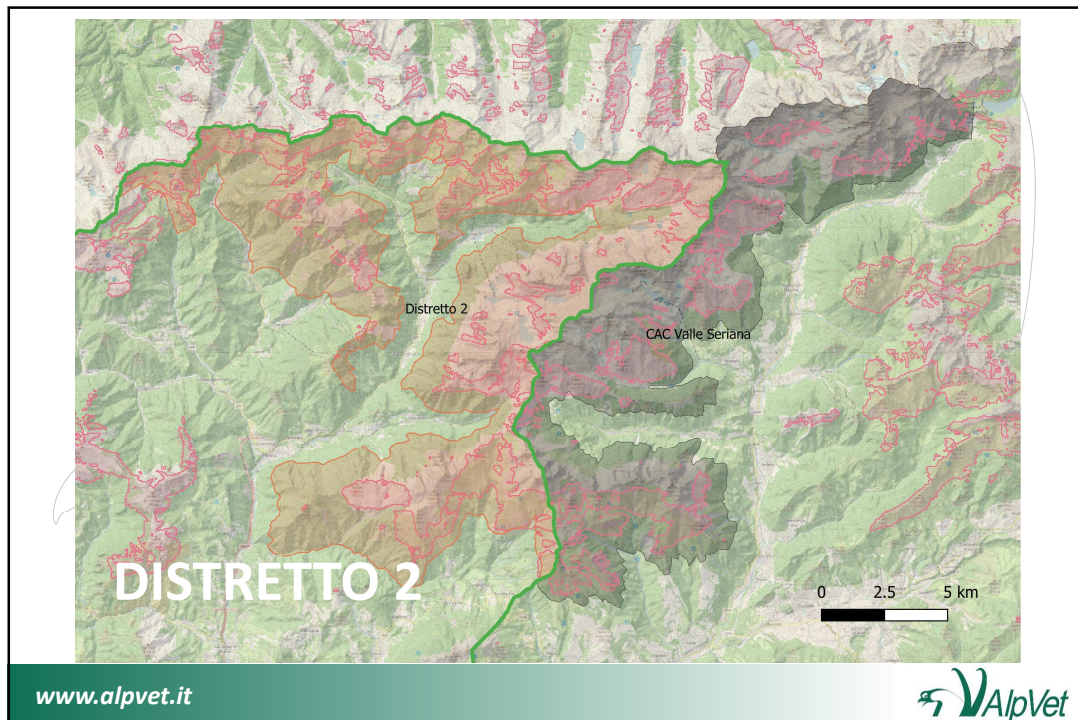 Distretto 2
CAC Valle Seriana
DISTRETTO 2
0 2.5 5 km
www.alpvet.it
AlpVet